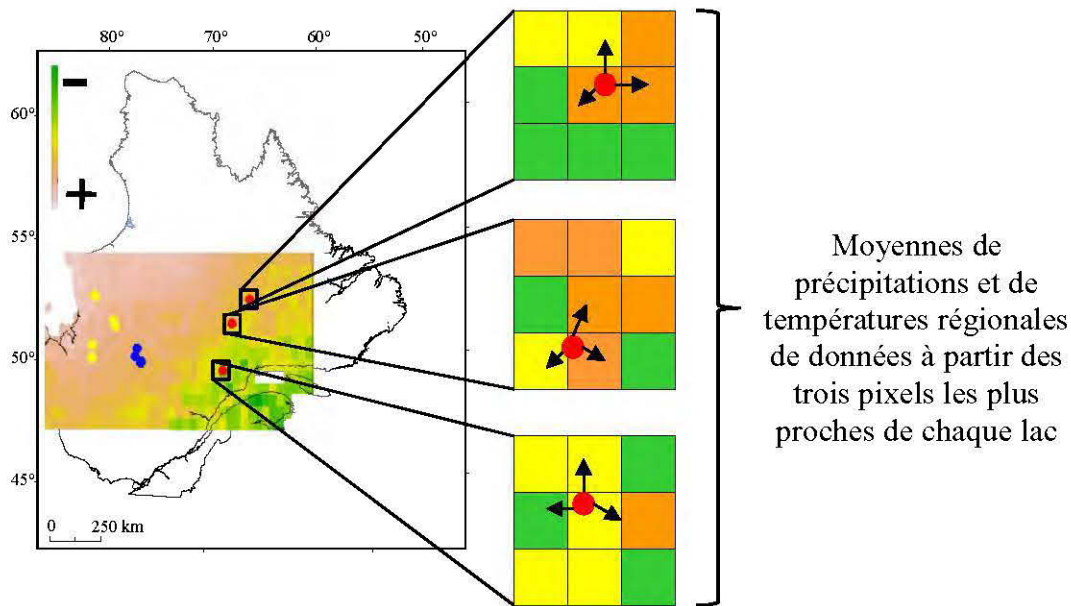 80°
70°
60°
50°
60°
55°
50°
45°
−
+
0 250 km
Moyennes de
précipitations et de
températures régionales
de données à partir des
trois pixels les plus
proches de chaque lac